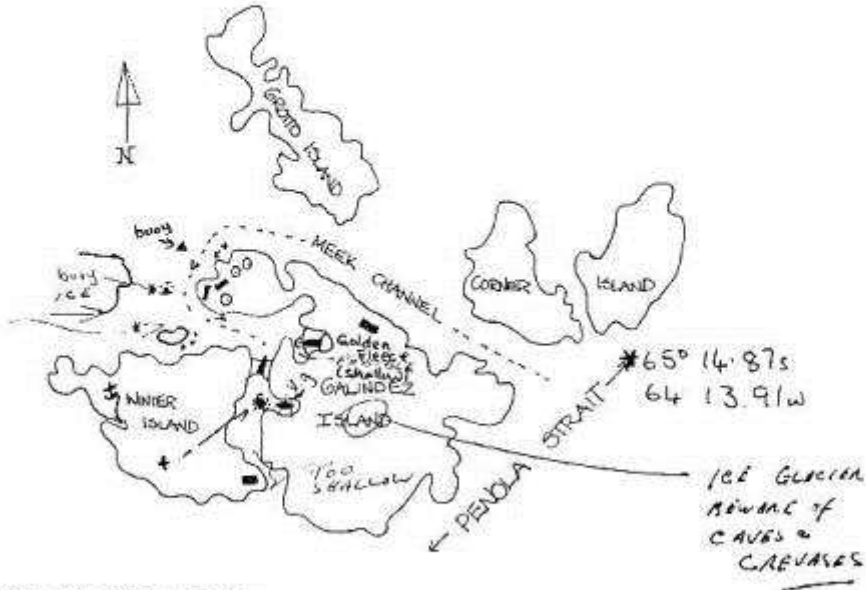 GROTTO ISLAND
N
buoy
MEEK CHANNEL
buoy
ICE
CORNER
ISLAND
Golden
Fleece
(shallow)
GALINDEZ
ISLAND
65° 14.87s
64 13.91w
WINTER
ISLAND
TOO
SHALLOW
PENOLA STRAIT
ICE GLACIER
BEWARE of
CAVES &
CREVASES